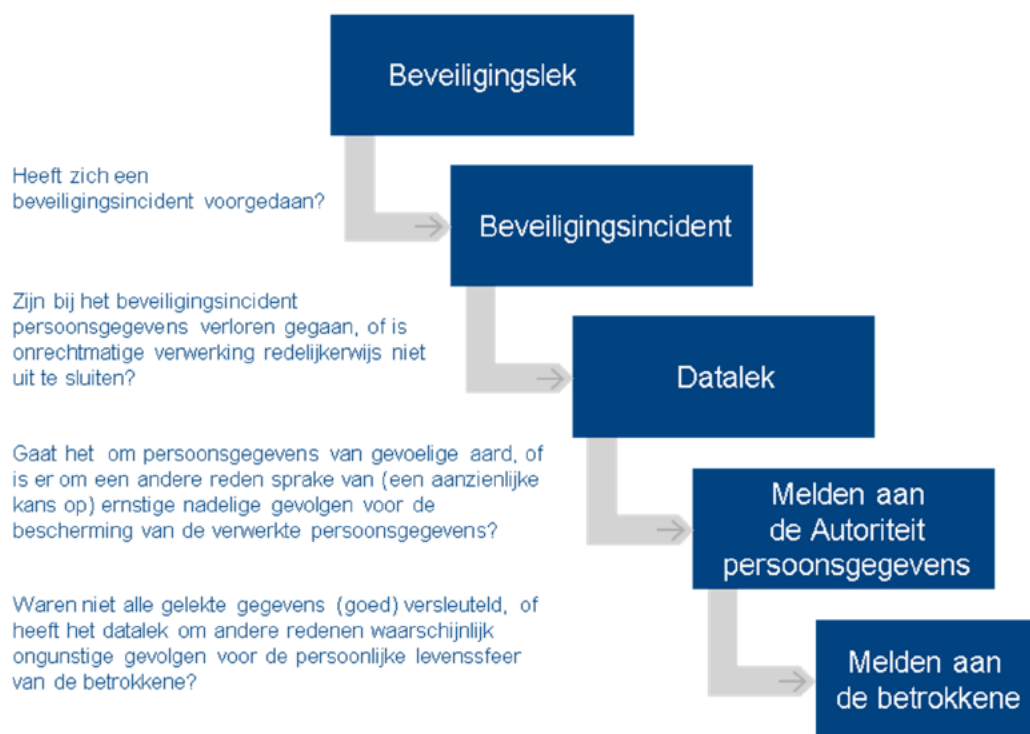 Beveiligingslek
Heeft zich een
beveiligingsincident voorgedaan?
Beveiligingsincident
Zijn bij het beveiligingsincident
persoonsgegevens verloren gegaan, of is
onrechtmatige verwerking redelijkerwijs niet
uit te sluiten?
Datalek
Gaat het om persoonsgegevens van gevoelige aard, of
is er om een andere reden sprake van (een aanzienlijke
kans op) ernstige nadelige gevolgen voor de
bescherming van de verwerkte persoonsgegevens?
Melden aan
de Autoriteit
persoonsgegevens
Waren niet alle gelekte gegevens (goed) versleuteld, of
heeft het datalek om andere redenen waarschijnlijk
ongunstige gevolgen voor de persoonlijke levenssfeer
van de betrokkene?
Melden aan
de betrokkene